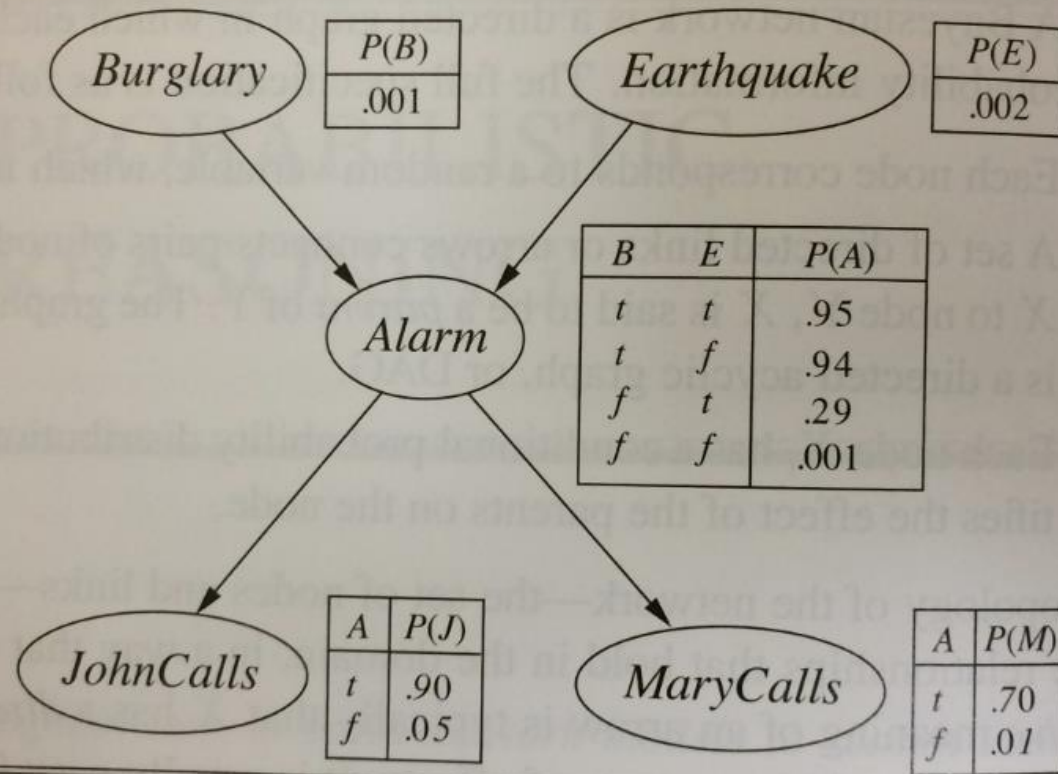 Burglary
P(B)
.001
Earthquake
P(E)
.002
B E P(A)
t t .95
t f .94
f t .29
f f .001
Alarm
JohnCalls
A P(J)
t .90
f .05
MaryCalls
A P(M)
t .70
f .01